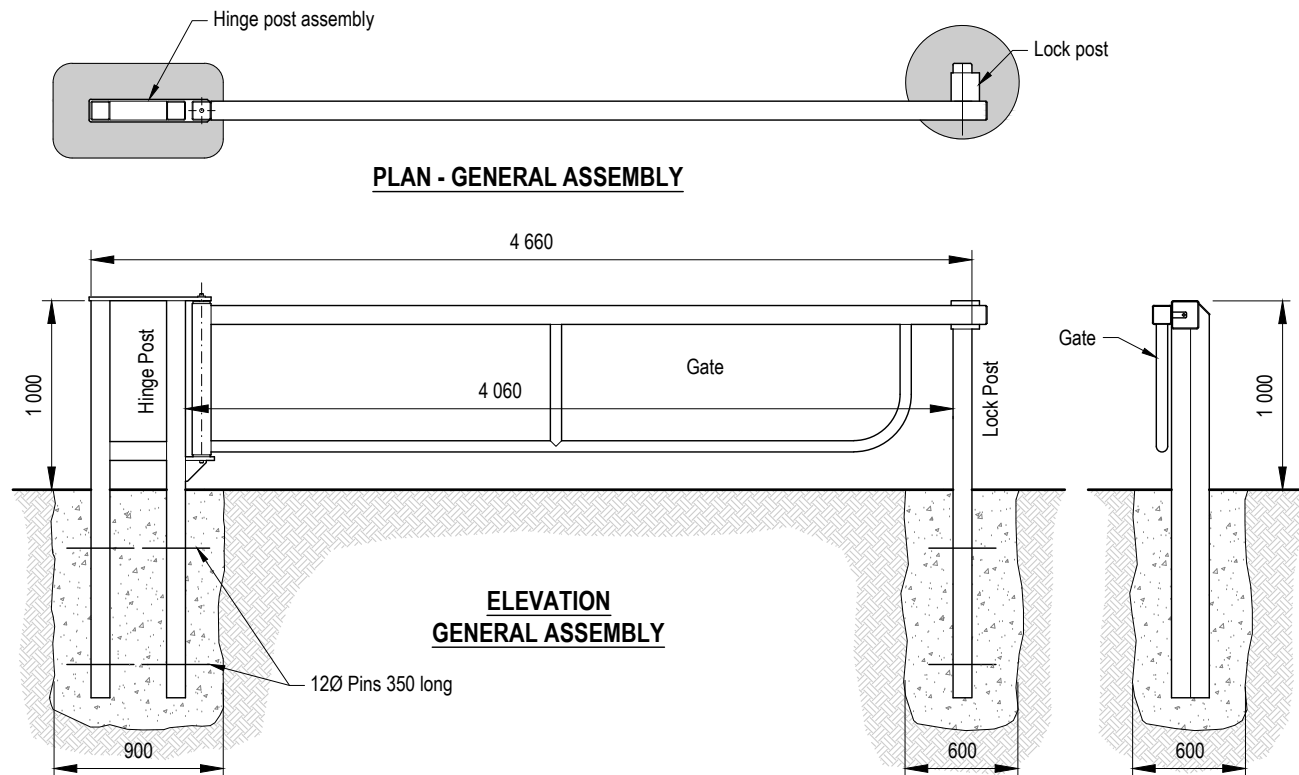 Hinge post assembly
Lock post
PLAN - GENERAL ASSEMBLY
4 660
1 000
Hinge Post
Gate
4 060
Lock Post
Gate
1 000
ELEVATION
GENERAL ASSEMBLY
12Ø Pins 350 long
900
600
600